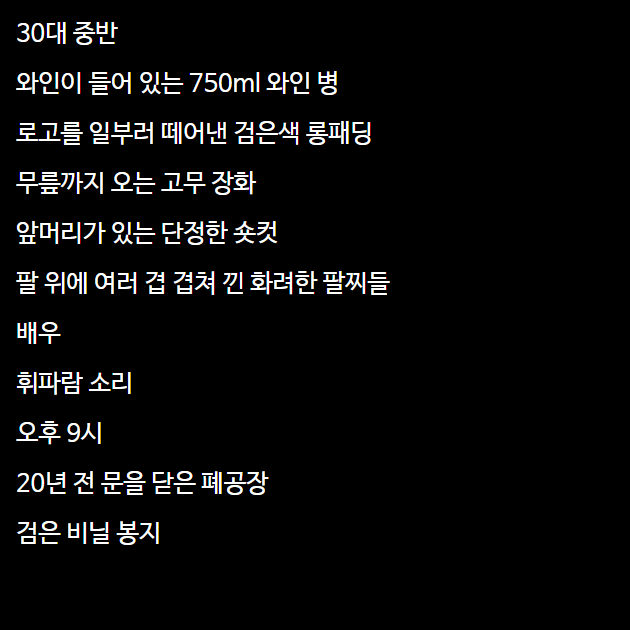 30대 중반
와인이 들어 있는 750ml 와인 병
로고를 일부러 떼어낸 검은색 롱패딩
무릎까지 오는 고무 장화
앞머리가 있는 단정한 숏컷
팔 위에 여러 겹 겹쳐 낀 화려한 팔찌들
배우
휘파람 소리
오후 9시
20년 전 문을 닫은 폐공장
검은 비닐 봉지